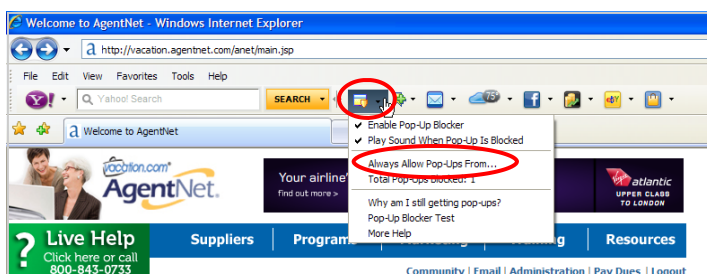 Welcome to AgentNet - Windows Internet Explorer
http://vacation.agentnet.com/anet/main.jsp
File Edit View Favorites Tools Help
Y! Yahoo! Search SEARCH 75° f eBY
a Welcome to AgentNet
Enable Pop-Up Blocker
Play Sound When Pop-Up Is Blocked
Always Allow Pop-Ups From...
Total Pop-Ups Blocked: 1
Why am I still getting pop-ups?
Pop-Up Blocker Test
More Help
vacation.com
AgentNet.
Your airline'
find out more >
atlantic
UPPER CLASS
TO LONDON
? Live Help
Click here or call
800-843-0733
Suppliers Programs Marketing Training Resources
Community | Email | Administration | Pay Dues | Logout